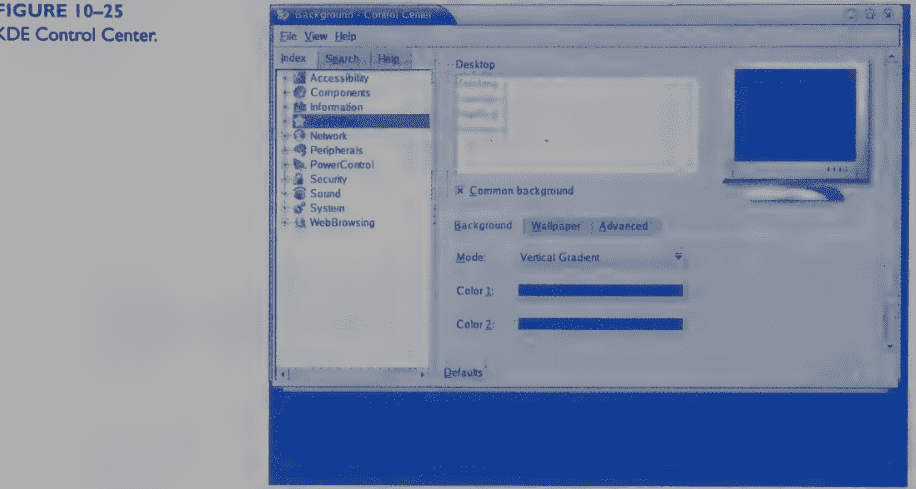 FIGURE 10–25
KDE Control Center.
Background - Control Center
File View Help
Index Search Help
Accessibility
Components
Information
Network
Peripherals
PowerControl
Security
Sound
System
WebBrowsing
Desktop
Common background
Background Wallpaper Advanced
Mode: Vertical Gradient
Color 1:
Color 2:
Defaults